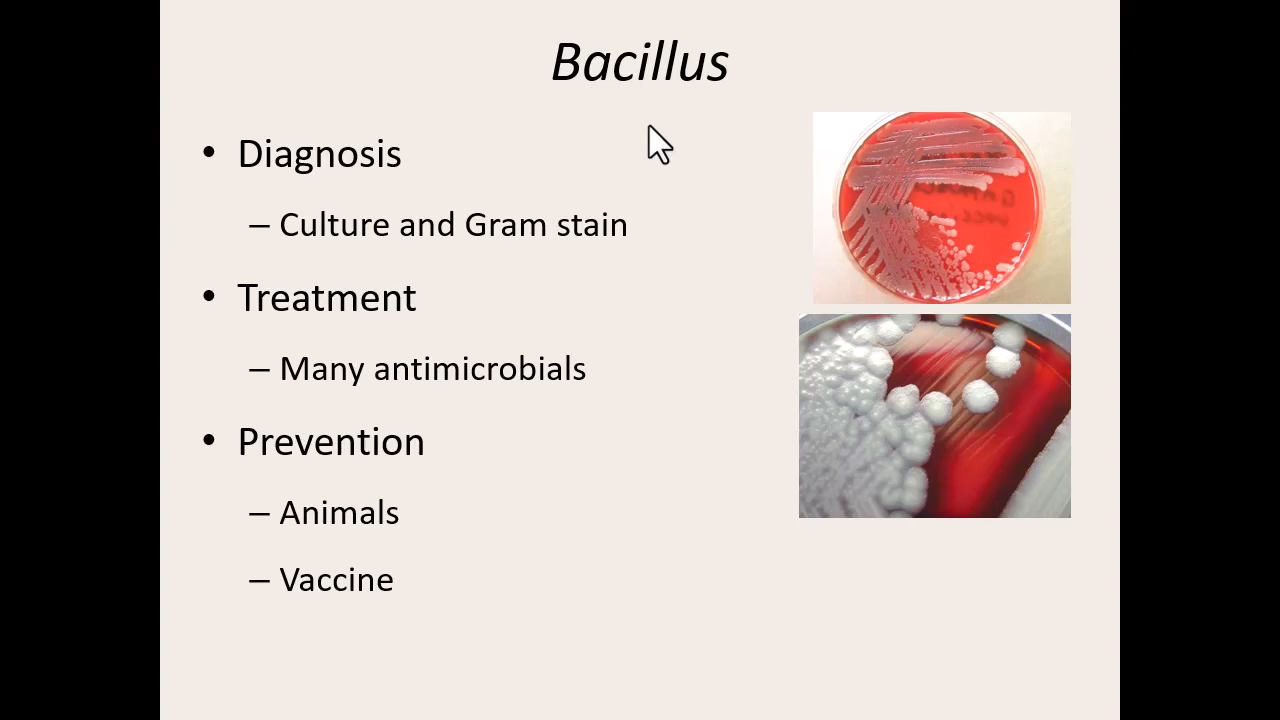 Bacillus
• Diagnosis
– Culture and Gram stain
• Treatment
– Many antimicrobials
• Prevention
– Animals
– Vaccine